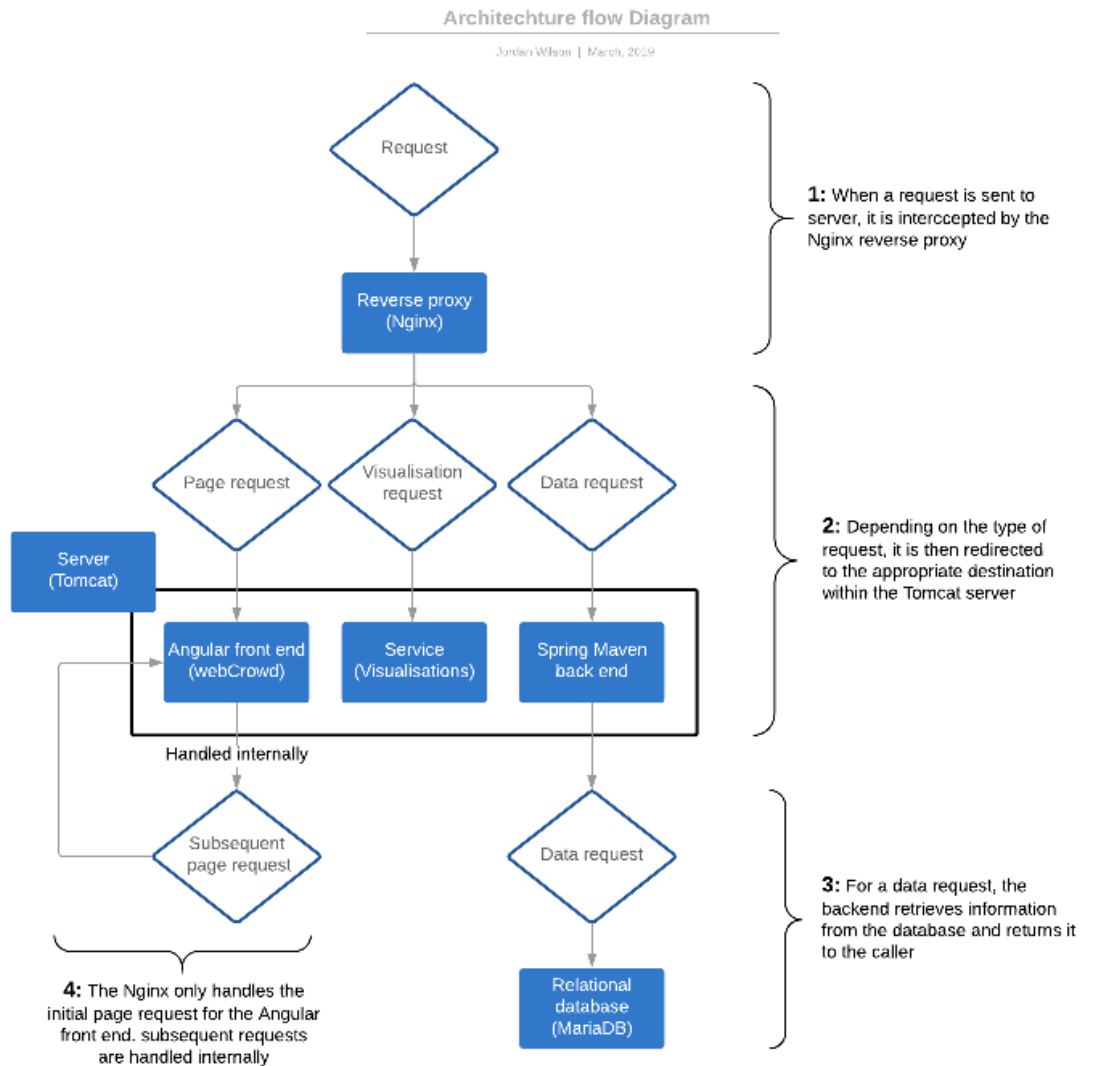 Architechture flow Diagram
Jordan Wilson | March, 2019
Request
1: When a request is sent to
server, it is interccepted by the
Nginx reverse proxy
Reverse proxy
(Nginx)
Page request
Visualisation
request
Data request
2: Depending on the type of
request, it is then redirected
to the appropriate destination
within the Tomcat server
Server
(Tomcat)
Angular front end
(webCrowd)
Service
(Visualisations)
Spring Maven
back end
Handled internally
Subsequent
page request
Data request
3: For a data request, the
backend retrieves information
from the database and returns it
to the caller
Relational
database
(MariaDB)
4: The Nginx only handles the
initial page request for the Angular
front end. subsequent requests
are handled internally